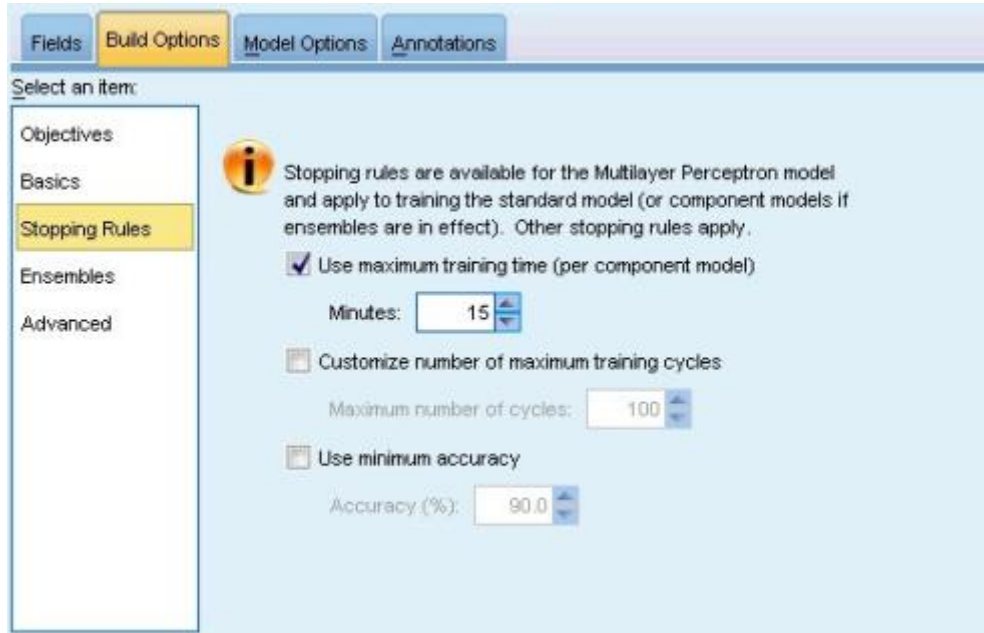 Fields Build Options Model Options Annotations
Select an item:
Objectives
Basics
Stopping Rules
Ensembles
Advanced
i
Stopping rules are available for the Multilayer Perceptron model
and apply to training the standard model (or component models if
ensembles are in effect). Other stopping rules apply.
Use maximum training time (per component model)
Minutes: 15
Customize number of maximum training cycles
Maximum number of cycles: 100
Use minimum accuracy
Accuracy (%): 90.0